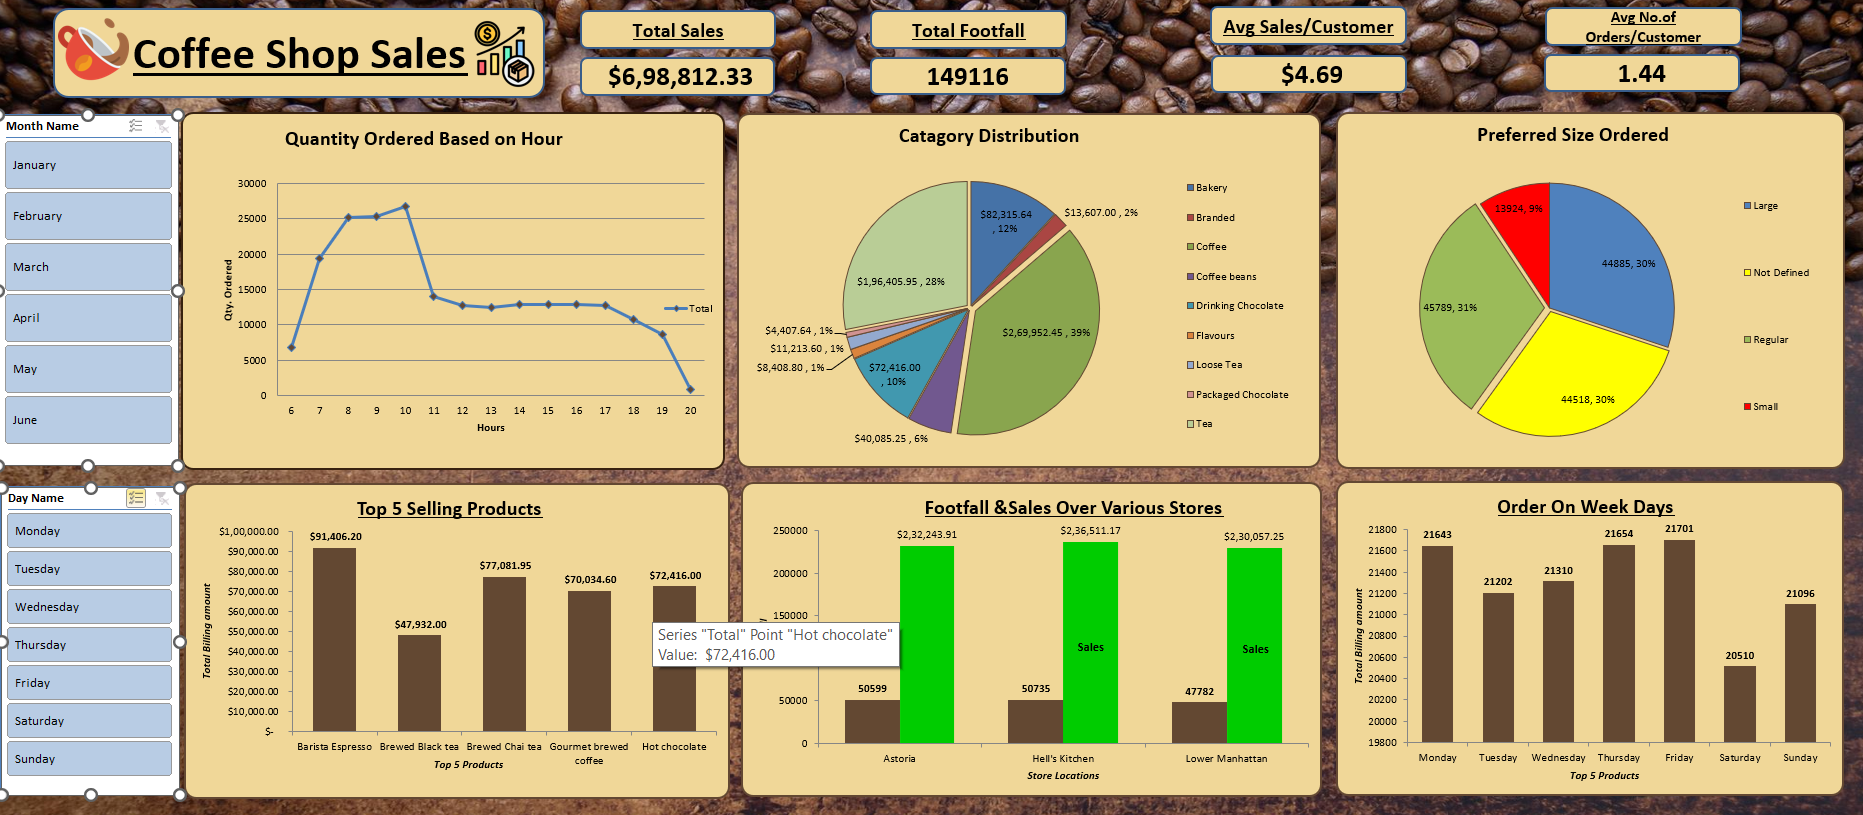 Coffee Shop Sales
Total Sales
$6,98,812.33
Total Footfall
149116
Avg Sales/Customer
$4.69
Avg No.of
Orders/Customer
1.44
Month Name
January
February
March
April
May
June
Quantity Ordered Based on Hour
Qty. Ordered
30000
25000
20000
15000
10000
5000
0
6 7 8 9 10 11 12 13 14 15 16 17 18 19 20
Hours
Total
Catagory Distribution
$82,315.64
, 12%
$13,607.00 , 2%
$2,69,952.45 , 39%
$40,085.25 , 6%
$72,416.00
, 10%
$8,408.80 , 1%
$11,213.60 , 1%
$4,407.64 , 1%
$1,96,405.95 , 28%
Bakery
Branded
Coffee
Coffee beans
Drinking Chocolate
Flavours
Loose Tea
Packaged Chocolate
Tea
Preferred Size Ordered
44885, 30%
44518, 30%
45789, 31%
13924, 9%
Large
Not Defined
Regular
Small
Day Name
Monday
Tuesday
Wednesday
Thursday
Friday
Saturday
Sunday
Top 5 Selling Products
Total Billing amount
$1,00,000.00
$90,000.00
$80,000.00
$70,000.00
$60,000.00
$50,000.00
$40,000.00
$30,000.00
$20,000.00
$10,000.00
$-
$91,406.20
$47,932.00
$77,081.95
$70,034.60
$72,416.00
Barista Espresso Brewed Black tea Brewed Chai tea Gourmet brewed Hot chocolate
coffee
Top 5 Products
Series "Total" Point "Hot chocolate"
Value: $72,416.00
Footfall &Sales Over Various Stores
250000
200000
150000
50000
0
$2,32,243.91
$2,36,511.17
$2,30,057.25
Sales
Sales
50599
50735
47782
Astoria Hell's Kitchen Lower Manhattan
Store Locations
Order On Week Days
Total Billing amount
21800
21600
21400
21200
21000
20800
20600
20400
20200
20000
19800
21643
21202
21310
21654
21701
20510
21096
Monday Tuesday Wednesday Thursday Friday Saturday Sunday
Top 5 Products